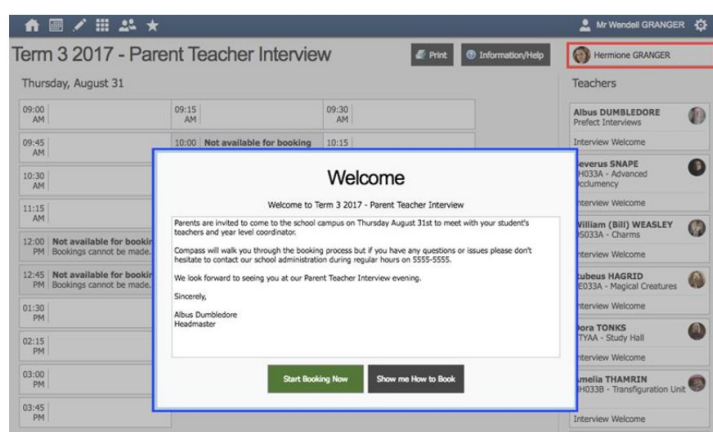 Mr Wendell GRANGER
Term 3 2017 - Parent Teacher Interview
Print
Information/Help
Hermione GRANGER
Thursday, August 31
Teachers
09:00 AM
09:15 AM
09:30 AM
09:45 AM
10:00 Not available for booking
10:15
10:30 AM
11:15 AM
12:00 PM Not available for bookin
Bookings cannot be made.
12:45 PM Not available for bookin
Bookings cannot be made.
01:30 PM
02:15 PM
03:00 PM
03:45 PM
Welcome
Welcome to Term 3 2017 - Parent Teacher Interview
Parents are invited to come to the school campus on Thursday August 31st to meet with your student's
teachers and year level coordinator.
Compass will walk you through the booking process but if you have any questions or issues please don't
hesitate to contact our school administration during regular hours on 5555-5555.
We look forward to seeing you at our Parent Teacher Interview evening.
Sincerely,
Albus Dumbledore
Headmaster
Start Booking Now
Show me How to Book
Albus DUMBLEDORE
Prefect Interviews
Interview Welcome
Severus SNAPE
H033A - Advanced
Occlumency
Interview Welcome
William (Bill) WEASLEY
S033A - Charms
Interview Welcome
Rubeus HAGRID
E033A - Magical Creatures
Interview Welcome
Dora TONKS
TYAA - Study Hall
Interview Welcome
Amelia THAMRIN
H033B - Transfiguration Unit
Interview Welcome